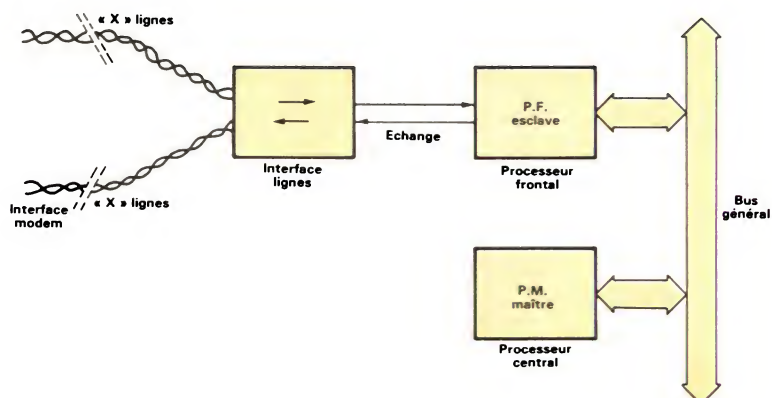 « X » lignes
P.F.
esclave
Echange
Interface
lignes
Processeur
frontal
« X » lignes
Interface
modem
Bus
général
P.M.
maître
Processeur
central